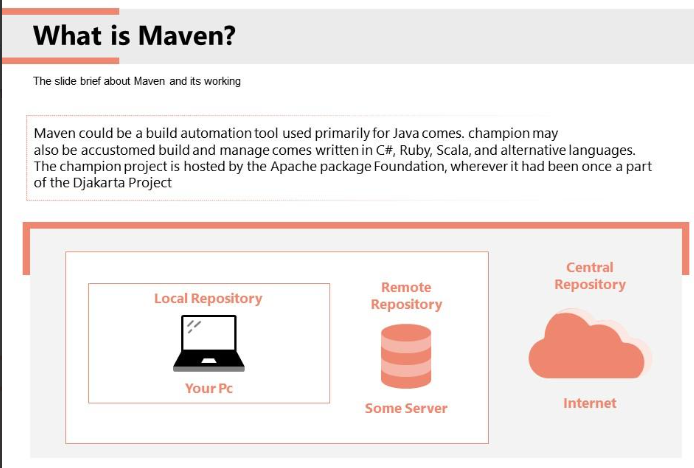 What is Maven?
The slide brief about Maven and its working
Maven could be a build automation tool used primarily for Java comes. champion may
also be accustomed build and manage comes written in C#, Ruby, Scala, and alternative languages.
The champion project is hosted by the Apache package Foundation, wherever it had been once a part
of the Djakarta Project
Local Repository
Your Pc
Remote
Repository
Some Server
Central
Repository
Internet